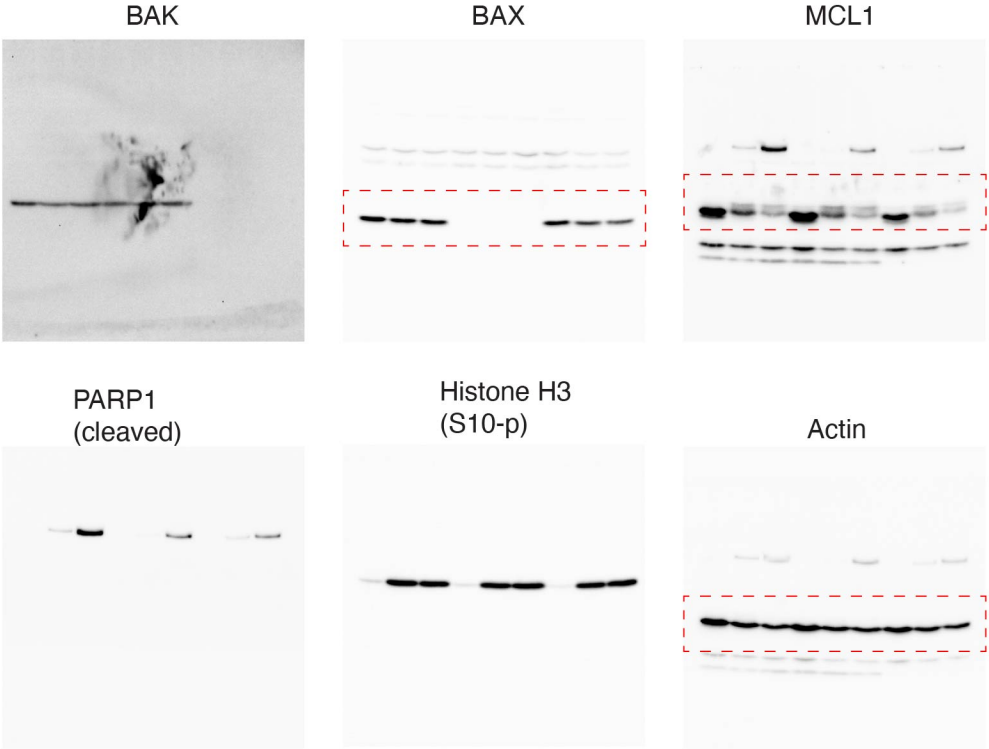 BAK
BAX
MCL1
PARP1
(cleaved)
Histone H3
(S10-p)
Actin